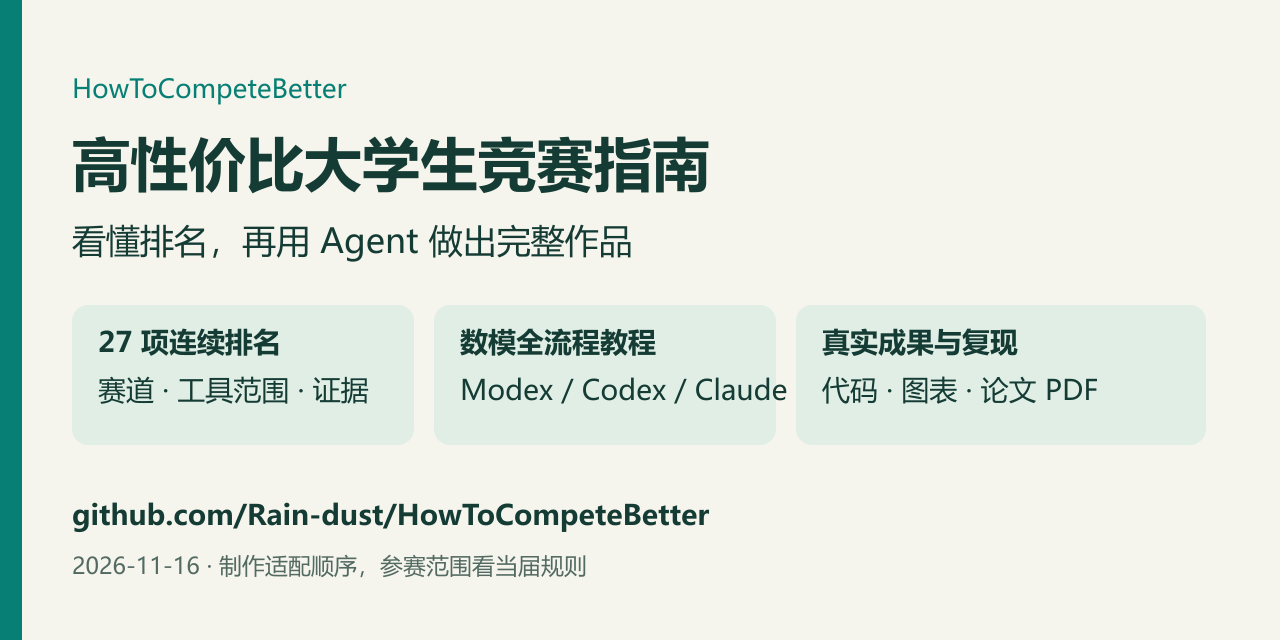 HowToCompeteBetter
高性价比大学生竞赛指南
看懂排名，再用 Agent 做出完整作品
27 项连续排名
赛道 · 工具范围 · 证据
数模全流程教程
Modex / Codex / Claude
真实成果与复现
代码 · 图表 · 论文 PDF
github.com/Rain-dust/HowToCompeteBetter
2026-11-16 · 制作适配顺序，参赛范围看当届规则